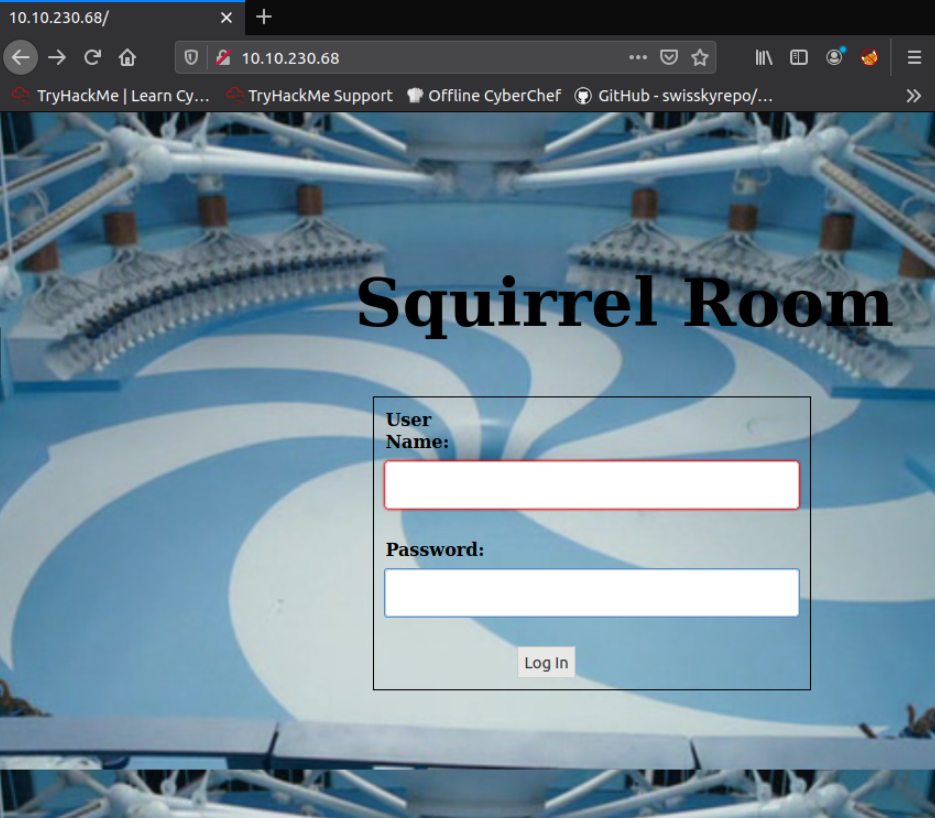 10.10.230.68/
10.10.230.68
TryHackMe | Learn Cy... TryHackMe Support Offline CyberChef GitHub - swisskyrepo/...
Squirrel Room
User
Name:
Password:
Log In